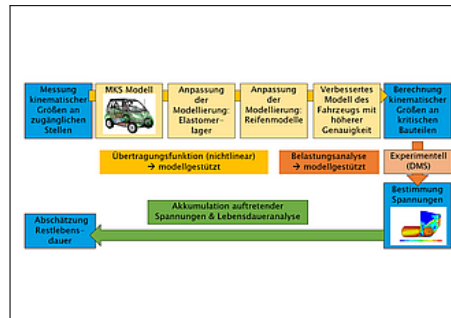 Messung
kinematischer
Größen an
zugänglichen
Stellen
MKS Modell
Anpassung
der
Modellierung:
Elastomer-
lager
Anpassung
der
Modellierung:
Reifenmodelle
Verbessertes
Model des
Fahrzeugs mit
höherer
Genauigkeit
Berechnung
kinematischer
Größen an
kritischen
Bauteilen
Übertragungsfunktion (nichtlinear)
→ modellgestützt
Belastungsanalyse
→ modellgestützt
Experimentell
(DMS)
Bestimmung
Spannungen
Akkumulation auftretender
Spannungen & Lebensdaueranalyse
Abschätzung
Restlebens-
dauer